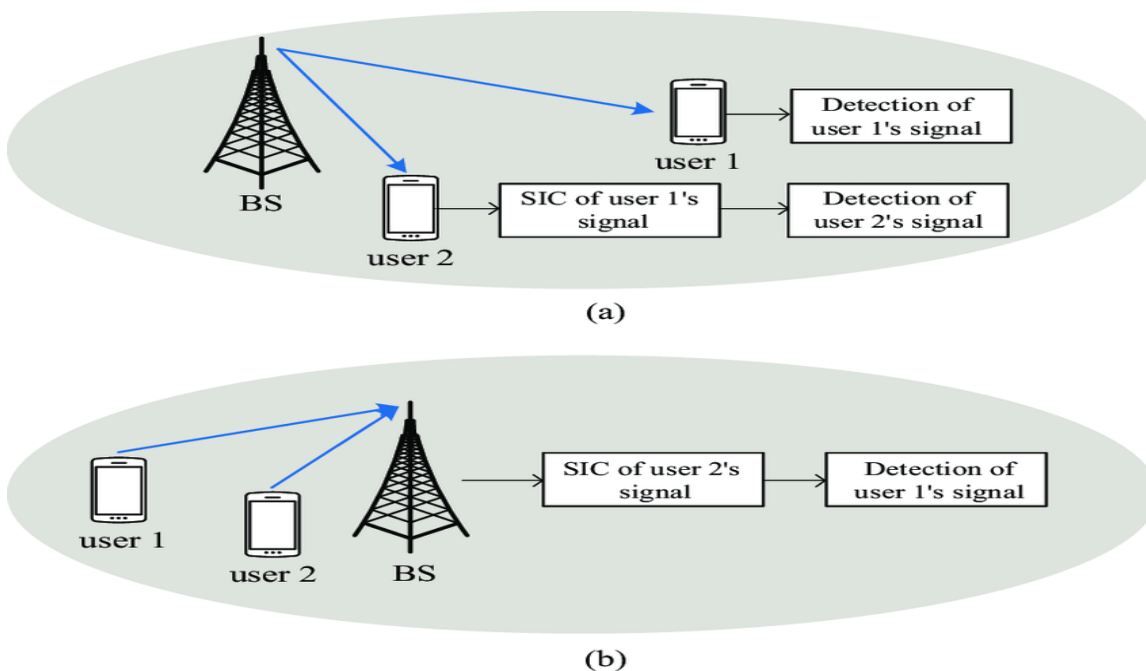 Detection of
user 1's signal
user 1
BS
SIC of user 1's
signal
Detection of
user 2's signal
user 2
(a)
SIC of user 2's
signal
Detection of
user 1's signal
user 1
user 2
BS
(b)